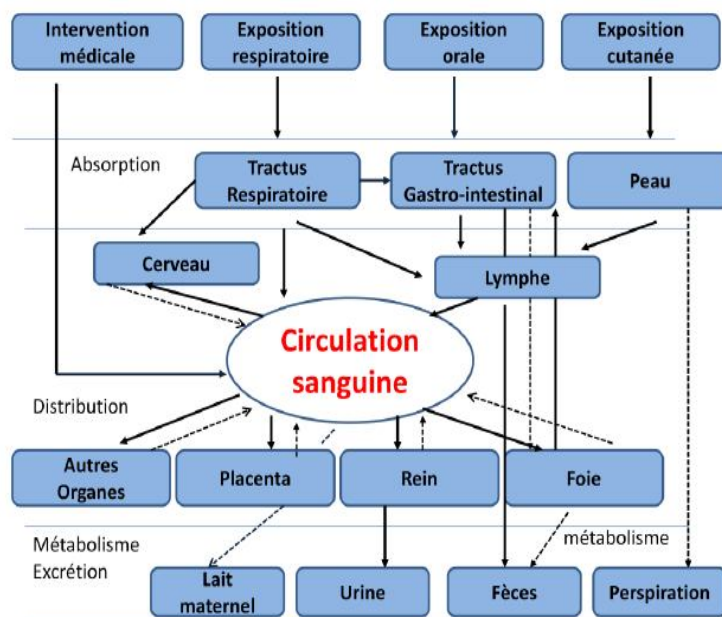 Intervention
médicale
Exposition
respiratoire
Exposition
orale
Exposition
cutanée
Absorption
Tractus
Respiratoire
Tractus
Gastro-intestinal
Peau
Cerveau
Lymphe
Circulation
sanguine
Distribution
Autres
Organes
Placenta
Rein
Foie
Métabolisme
Excrétion
métabolisme
Lait
maternel
Urine
Fèces
Perspiration